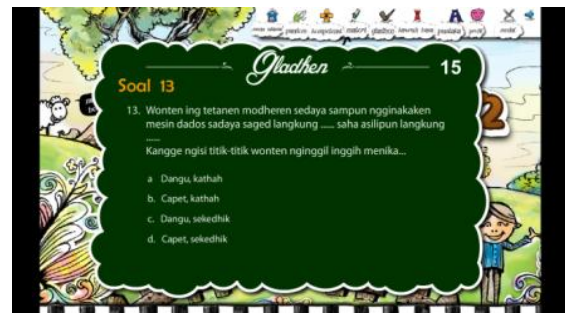 Gladhen
15
Soal 13
13. Wonten ing tetanen modheren sedaya sampun ngginakaken
mesin dados sadaya saged langkung ..... saha asilipun langkung
.....
Kangge ngisi titik-titik wonten nginggil inggih menika...
a Dangu, kathah
b. Capet, kathah
c. Dangu, sekedhik
d. Capet, sekedhik
2